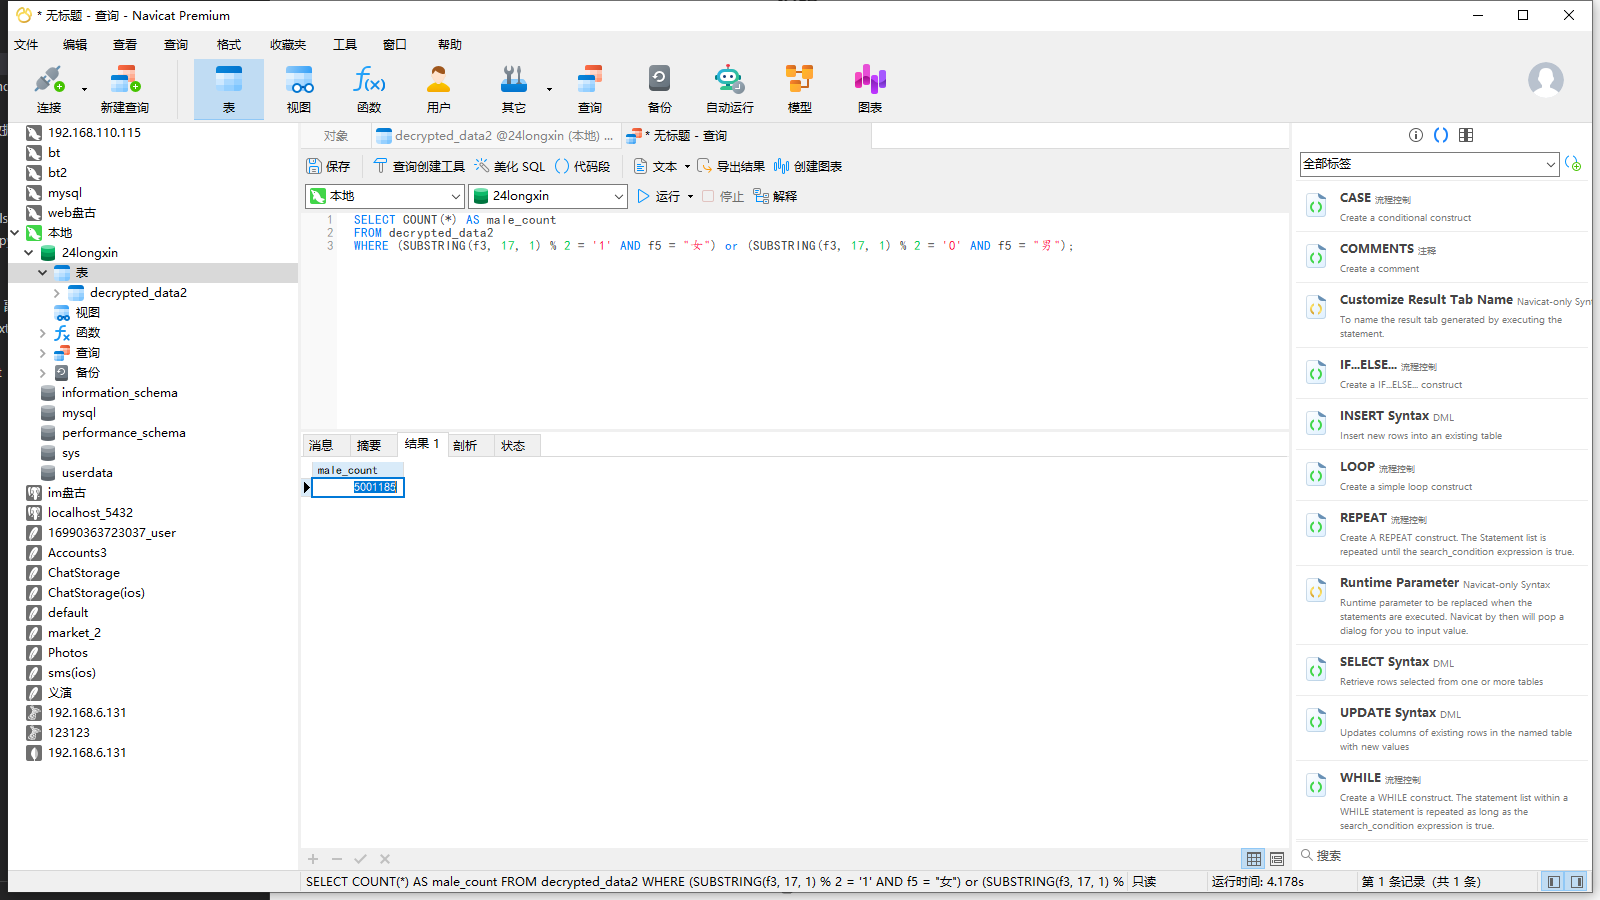 * 无标题 - 查询 - Navicat Premium
文件 编辑 查看 查询 格式 收藏夹 工具 窗口 帮助
连接 新建查询 表 视图 函数 用户 其它 查询 备份 自动运行 模型 图表
192.168.110.115
bt
bt2
mysql
web盘古
本地
24longxin
表
decrypted_data2
视图
函数
查询
备份
information_schema
mysql
performance_schema
sys
userdata
im盘古
localhost_5432
16990363723037_user
Accounts3
ChatStorage
ChatStorage(ios)
default
market_2
Photos
sms(ios)
义演
192.168.6.131
123123
192.168.6.131
对象 decrypted_data2 @24longxin (本地) ... * 无标题 - 查询
保存 查询创建工具 美化 SQL 代码段 文本 导出结果 创建图表
本地 24longxin 运行 停止 解释
1 SELECT COUNT(*) AS male_count
2 FROM decrypted_data2
3 WHERE (SUBSTRING(f3, 17, 1) % 2 = '1' AND f5 = "女") or (SUBSTRING(f3, 17, 1) % 2 = '0' AND f5 = "男");
消息 摘要 结果 1 剖析 状态
male_count
5001185
全部标签
CASE 流程控制
Create a conditional construct
COMMENTS 注释
Create a comment
Customize Result Tab Name Navicat-only Syn
To name the result tab generated by executing the
statement.
IF...ELSE... 流程控制
Create a IF...ELSE... construct
INSERT Syntax DML
Insert new rows into an existing table
LOOP 流程控制
Create a simple loop construct
REPEAT 流程控制
Create A REPEAT construct. The Statement list is
repeated until the search_condition expression is true.
Runtime Parameter Navicat-only Syntax
Runtime parameter to be replaced when the
statements are executed. Navicat by then will pop a
dialog for you to input value.
SELECT Syntax DML
Retrieve rows selected from one or more tables
UPDATE Syntax DML
Updates columns of existing rows in the named table
with new values
WHILE 流程控制
Create a WHILE construct. The statement list within a
WHILE statement is repeated as long as the
search_condition expression is true.
搜索
SELECT COUNT(*) AS male_count FROM decrypted_data2 WHERE (SUBSTRING(f3, 17, 1) % 2 = '1' AND f5 = "女") or (SUBSTRING(f3, 17, 1) % 只读 运行时间: 4.178s 第 1 条记录 (共 1 条)